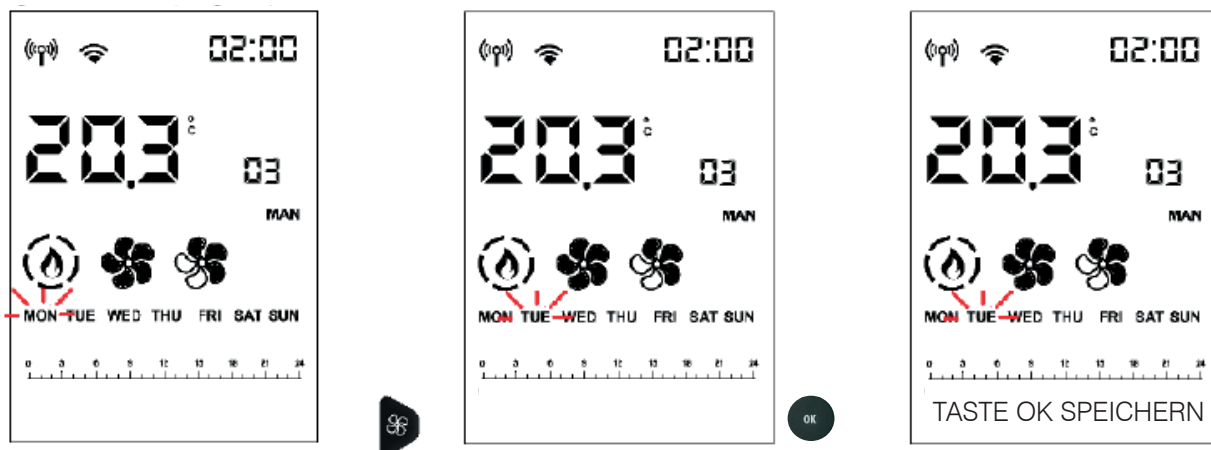 02:00
20.3 °C
03
MAN
MON TUE WED THU FRI SAT SUN
0 3 6 9 12 15 18 21 24
02:00
20.3 °C
03
MAN
MON TUE WED THU FRI SAT SUN
0 3 6 9 12 15 18 21 24
OK
02:00
20.3 °C
03
MAN
MON TUE WED THU FRI SAT SUN
0 3 6 9 12 15 18 21 24
TASTE OK SPEICHERN